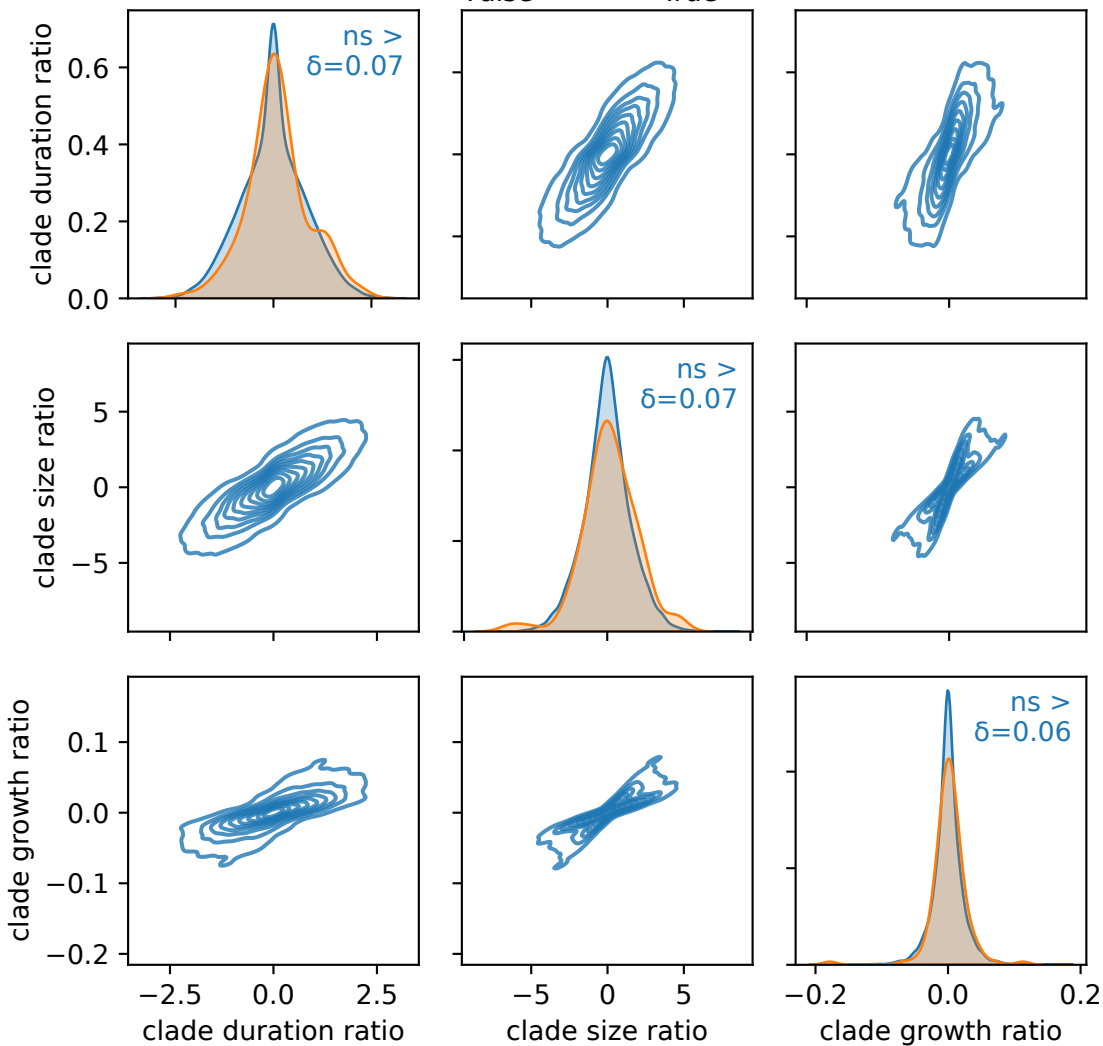 clade duration ratio
0.6
0.4
0.2
0.0
ns >
δ=0.07
clade size ratio
5
0
−5
ns >
δ=0.07
clade growth ratio
0.1
0.0
−0.1
−0.2
ns >
δ=0.06
−2.5 0.0 2.5
−5 0 5
−0.2 0.0 0.2
clade duration ratio
clade size ratio
clade growth ratio